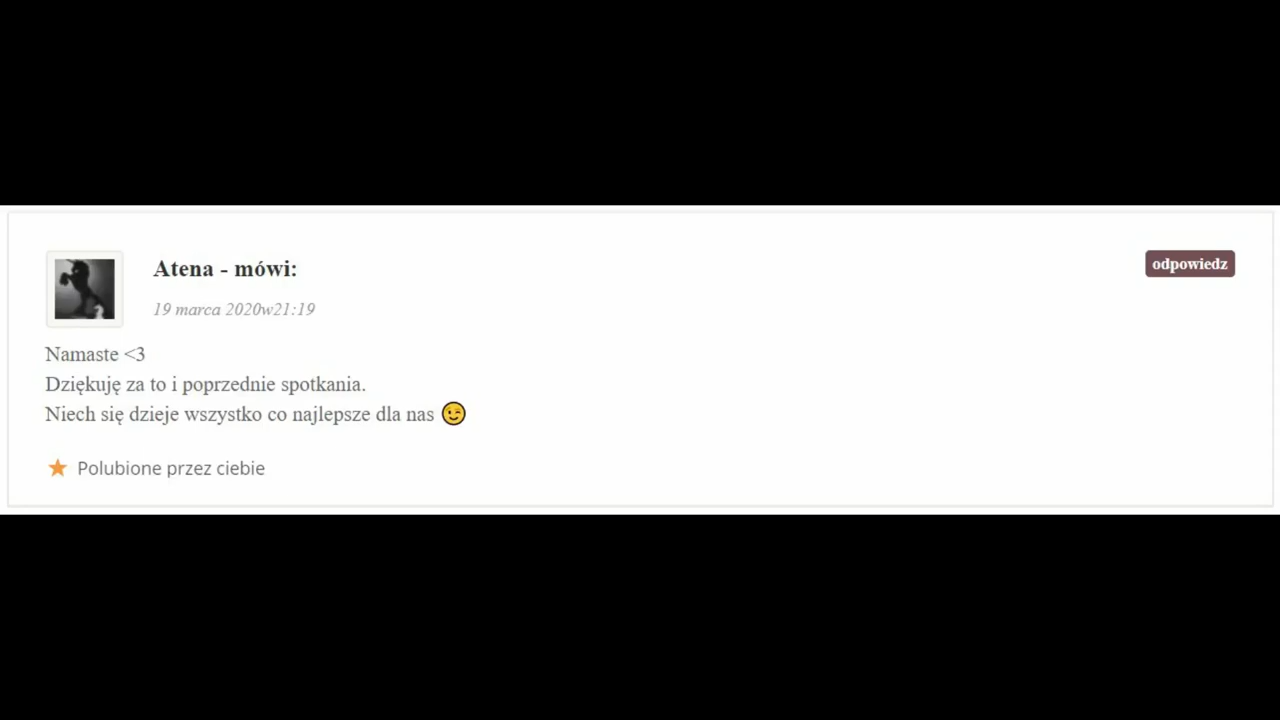 Atena - mówi:
odpowiedz
19 marca 2020w21:19
Namaste <3
Dziękuję za to i poprzednie spotkania.
Niech się dzieje wszystko co najlepsze dla nas 😉
Polubione przez ciebie